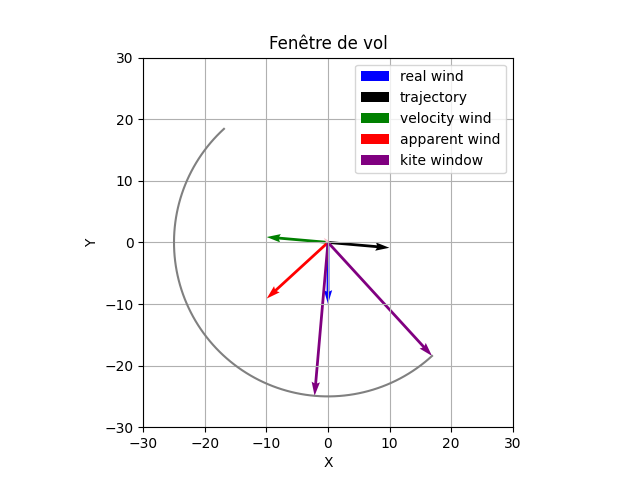 Fenêtre de vol
30
20
10
0
−10
−20
−30
Y
−30
−20
−10
0
10
20
30
X
real wind
trajectory
velocity wind
apparent wind
kite window